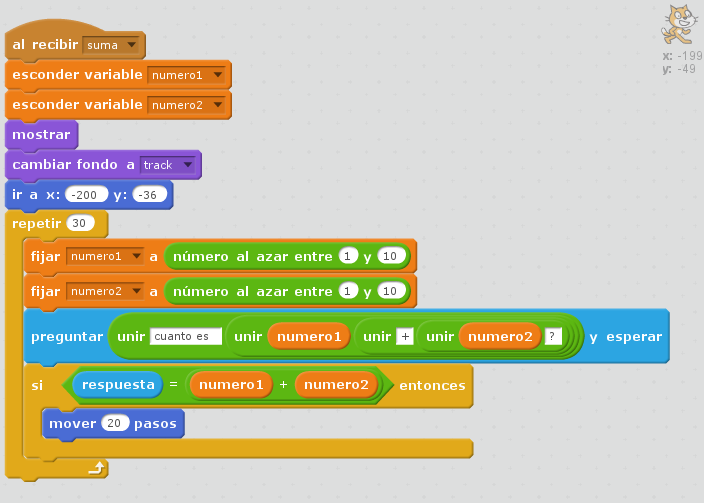 al recibir suma
x: -199
y: -49
esconder variable numero1
esconder variable numero2
mostrar
cambiar fondo a track
ir a x: -200 y: -36
repetir 30
fijar numero1 a número al azar entre 1 y 10
fijar numero2 a número al azar entre 1 y 10
preguntar unir cuanto es unir numero1 unir + unir numero2 ? y esperar
si respuesta = numero1 + numero2 entonces
mover 20 pasos